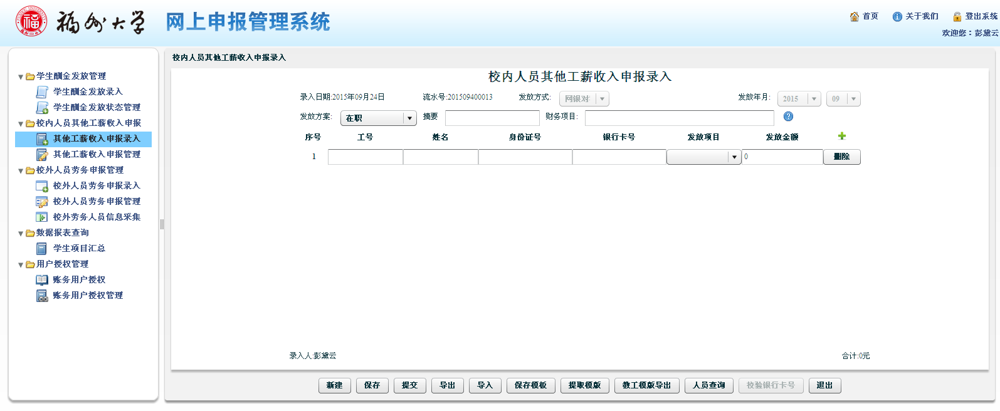 福州大学 网上申报管理系统
首页 关于我们 登出系统
欢迎您：彭黛云
学生酬金发放管理
学生酬金发放录入
学生酬金发放状态管理
校内人员其他工薪收入申报
其他工薪收入申报录入
其他工薪收入申报管理
校外人员劳务申报管理
校外人员劳务申报录入
校外人员劳务申报管理
校外劳务人员信息采集
数据报表查询
学生项目汇总
用户授权管理
账务用户授权
账务用户授权管理
校内人员其他工薪收入申报录入
校内人员其他工薪收入申报录入
录入日期:2015年09月24日 流水号:201509400013 发放方式: 网银对 发放年月: 2015 09
发放方案: 在职 摘要 财务项目:
序号 工号 姓名 身份证号 银行卡号 发放项目 发放金额
1 0 删除
录入人:彭黛云 合计:0元
新建 保存 提交 导出 导入 保存模板 提取模版 教工模版导出 人员查询 校验银行卡号 退出